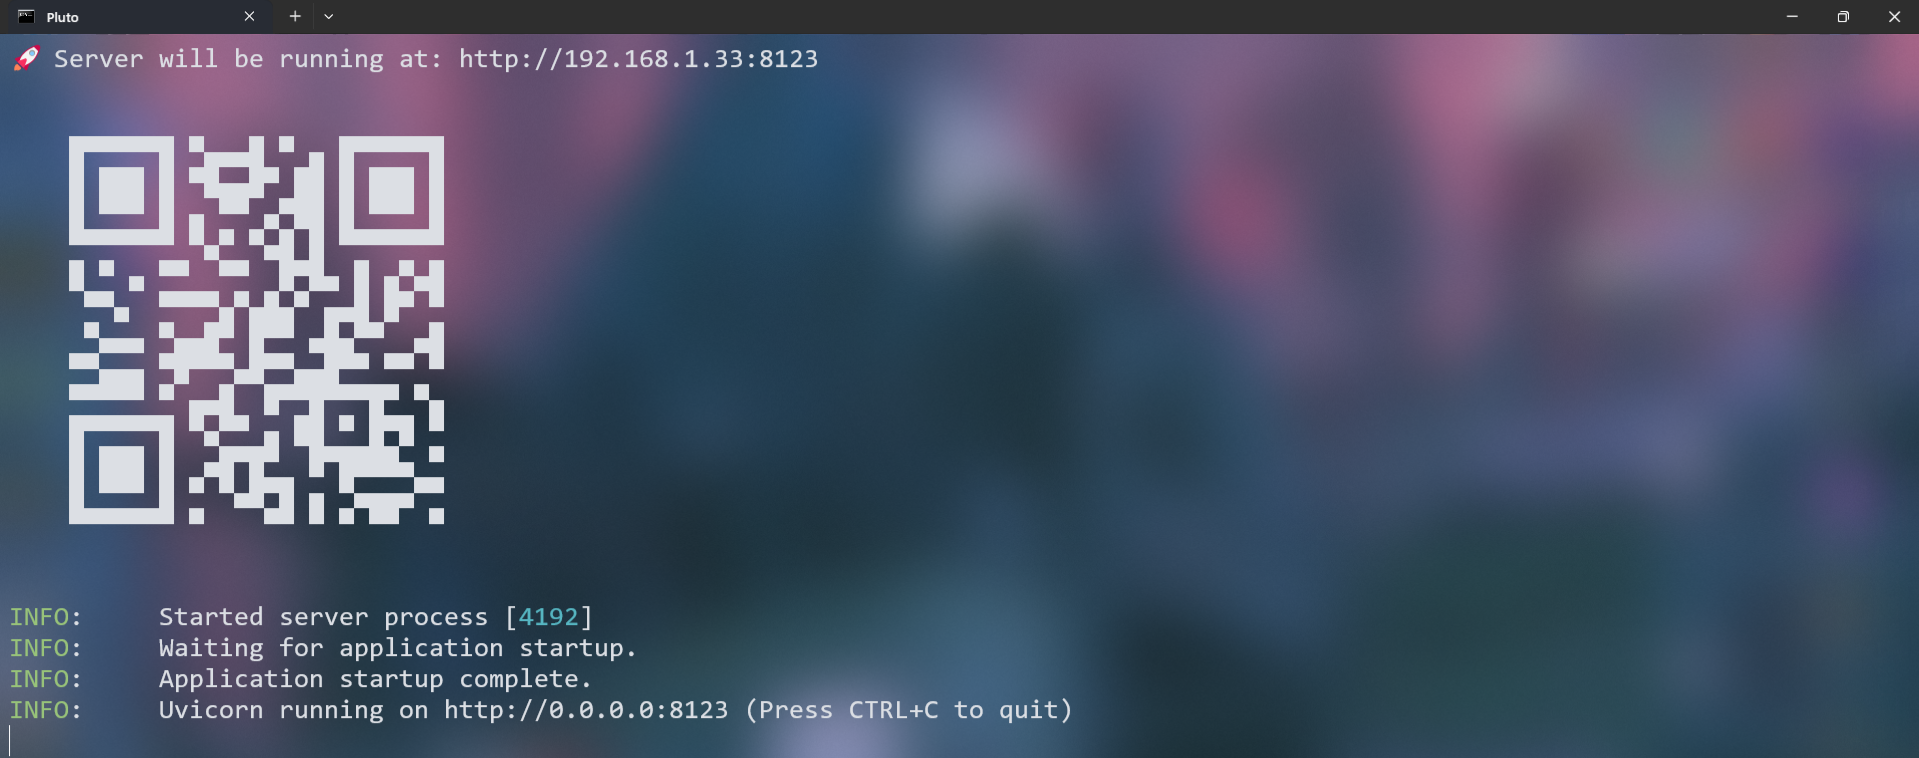 Pluto
🚀 Server will be running at: http://192.168.1.33:8123
INFO:     Started server process [4192]
INFO:     Waiting for application startup.
INFO:     Application startup complete.
INFO:     Uvicorn running on http://0.0.0.0:8123 (Press CTRL+C to quit)